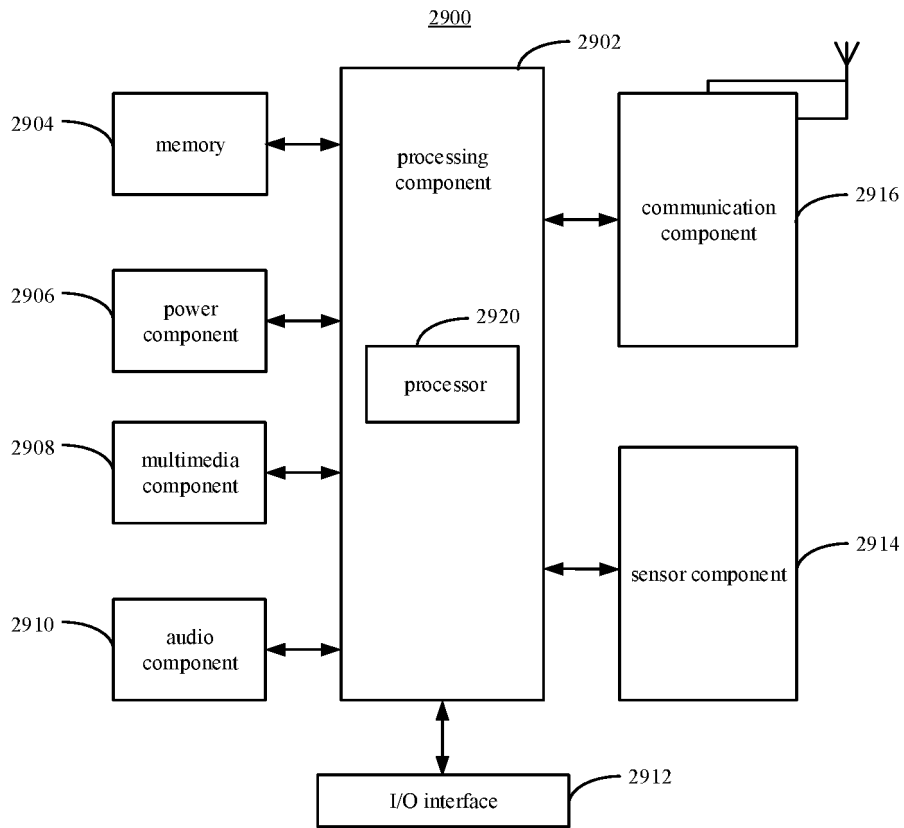 2900
2902
2904
memory
processing
component
communication
component
2916
2906
power
component
2920
processor
2908
multimedia
component
sensor component
2914
2910
audio
component
I/O interface
2912